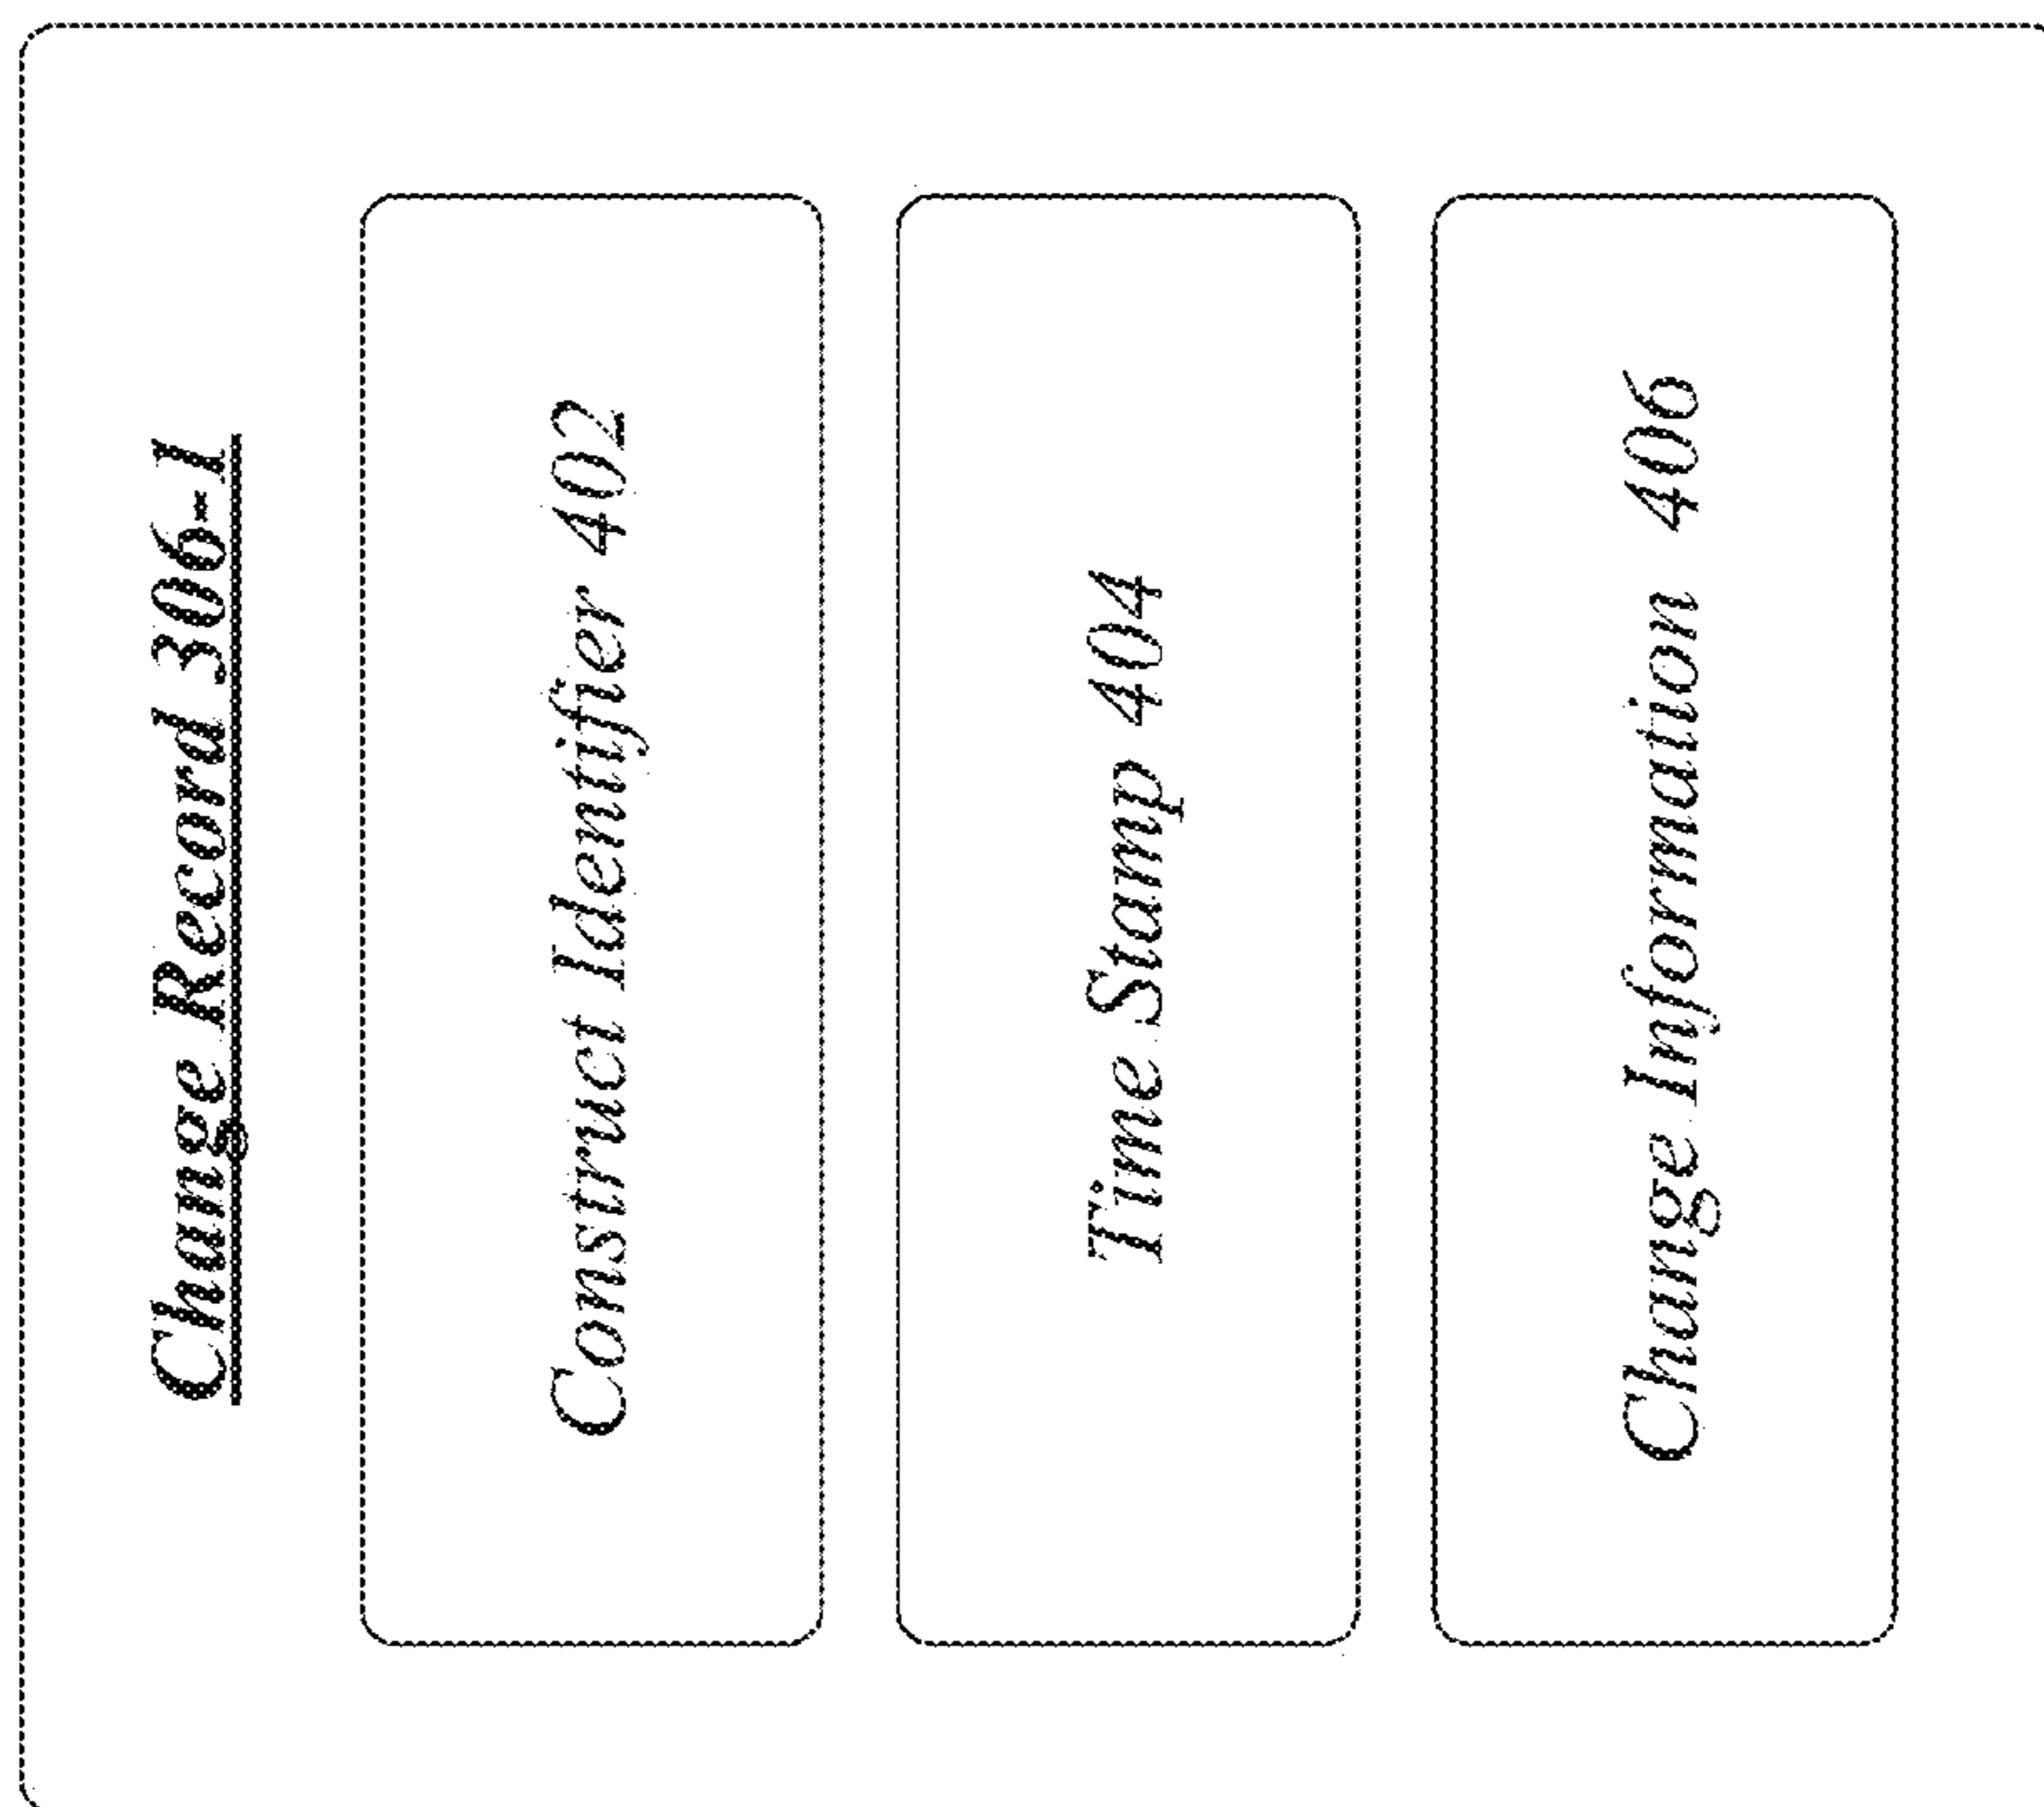 Change Record 306-1
Construct Identifier 402
Time Stamp 404
Change Information 406